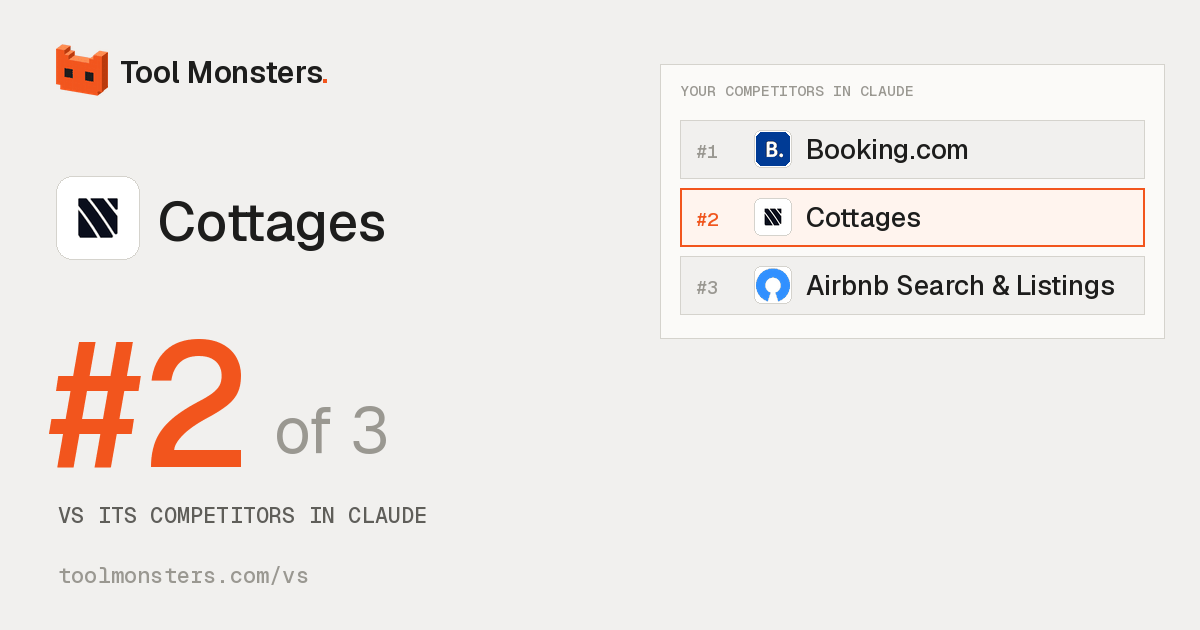 Tool Monsters.
Cottages
#2 of 3
VS ITS COMPETITORS IN CLAUDE
toolmonsters.com/vs
YOUR COMPETITORS IN CLAUDE
#1 B. Booking.com
#2 Cottages
#3 Airbnb Search & Listings